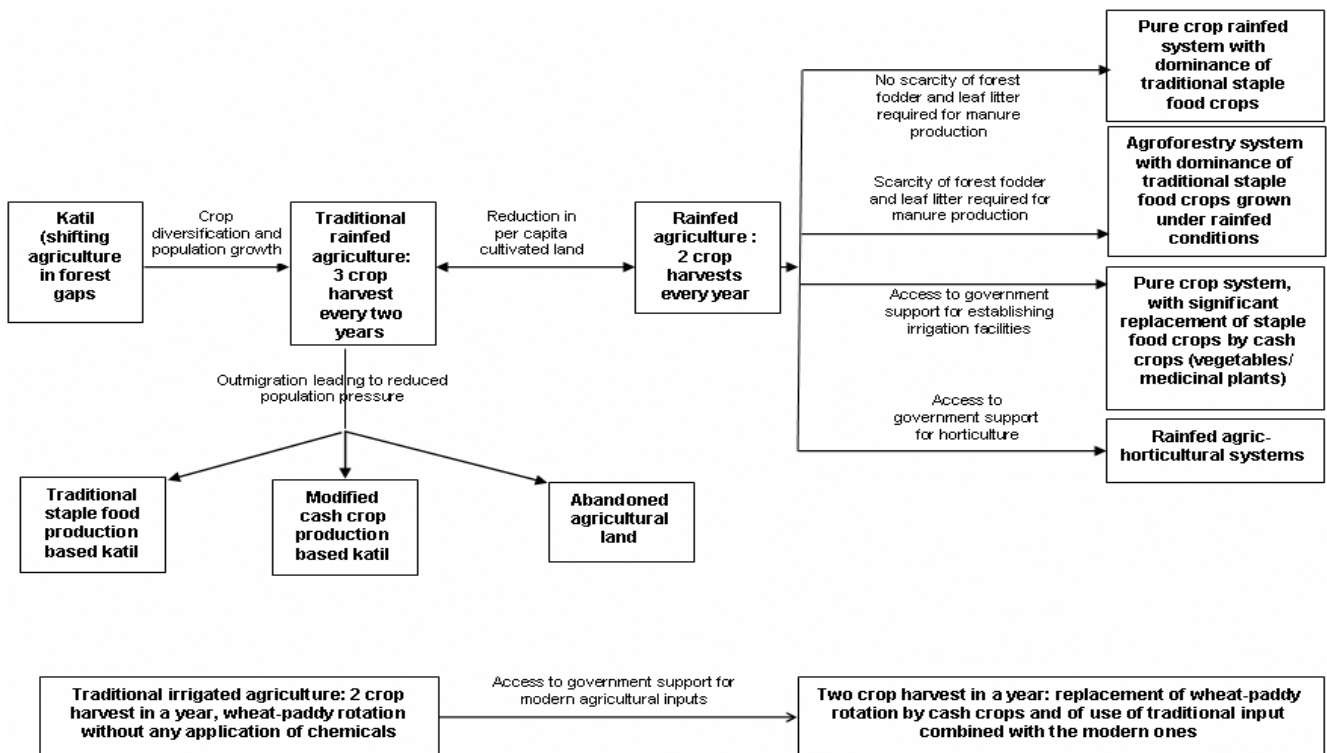 Katil
(shifting
agriculture
in forest
gaps
Crop
diversification and
population growth
Traditional
rainfed
agriculture:
3 crop
harvest
every two
years
Reduction in
per capita
cultivated land
Rainfed
agriculture :
2 crop
harvests
every year
No scarcity of forest
fodder and leaf litter
required for manure
production
Pure crop rainfed
system with
dominance of
traditional staple
food crops
Scarcity of forest fodder
and leaf litter required for
manure production
Agroforestry system
with dominance of
traditional staple
food crops grown
under rainfed
conditions
Access to government
support for establishing
irrigation facilities
Pure crop system,
with significant
replacement of staple
food crops by cash
crops (vegetables/
medicinal plants)
Access to
government support
for horticulture
Rainfed agric-
horticultural systems
Outmigration leading to reduced
population pressure
Traditional
staple food
production
based katil
Modified
cash crop
production
based katil
Abandoned
agricultural
land
Traditional irrigated agriculture: 2 crop
harvest in a year, wheat-paddy rotation
without any application of chemicals
Access to government support for
modern agricultural inputs
Two crop harvest in a year: replacement of wheat-paddy
rotation by cash crops and of use of traditional input
combined with the modern ones